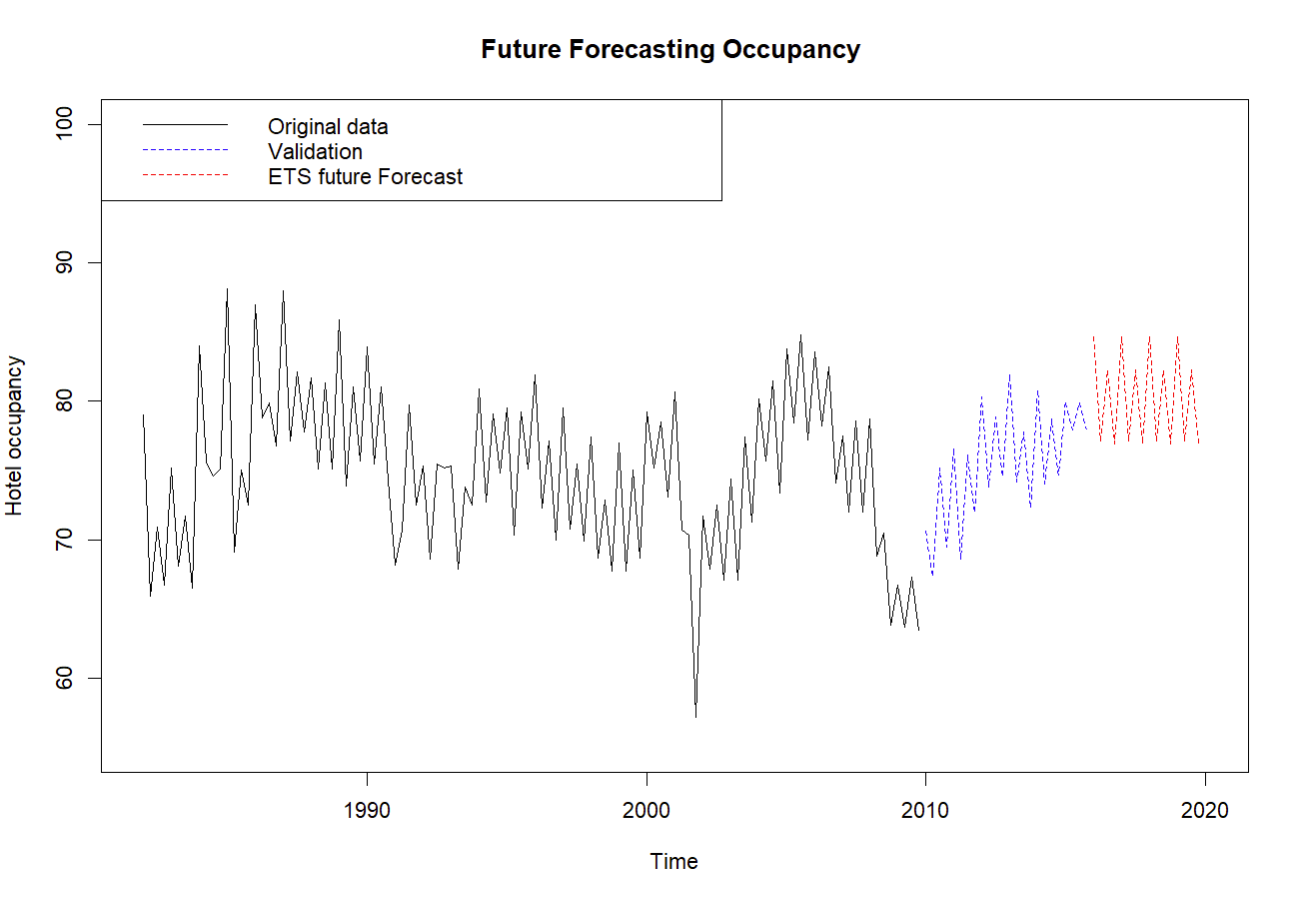 Future Forecasting Occupancy
Original data
Validation
ETS future Forecast
100
90
80
70
60
Hotel occupancy
1990
2000
2010
2020
Time